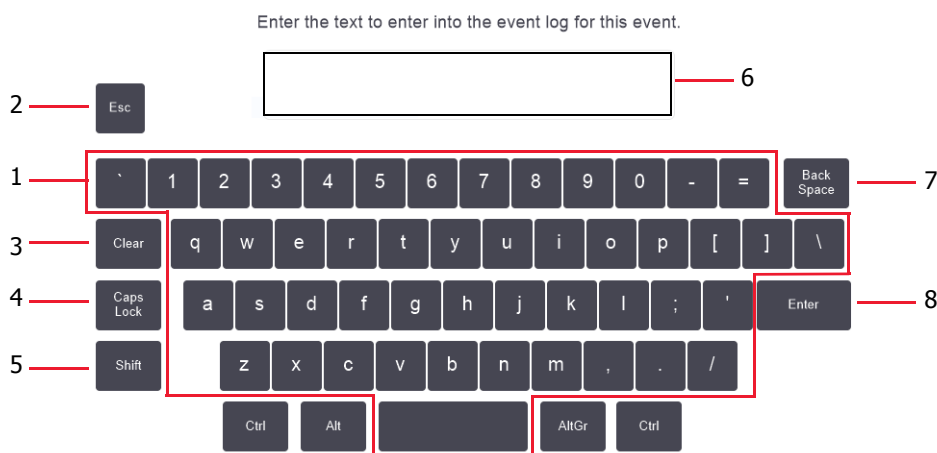 Enter the text to enter into the event log for this event.
6
2 Esc
1 ` 1 2 3 4 5 6 7 8 9 0 - = Back Space 7
3 Clear q w e r t y u i o p [ ] \
4 Caps Lock a s d f g h j k l ; ' Enter 8
5 Shift z x c v b n m , . /
Ctrl Alt AltGr Ctrl